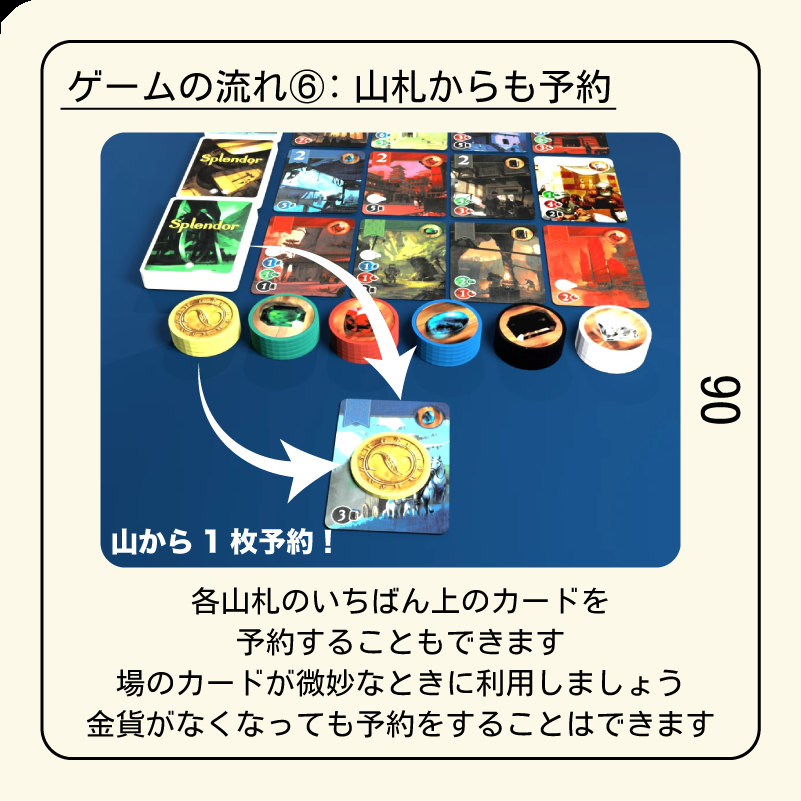 ゲームの流れ⑥：山札からも予約
Splendor
Splendor
2
2
2
3
山から1枚予約！
06
各山札のいちばん上のカードを
予約することもできます
場のカードが微妙なときに利用しましょう
金貨がなくなっても予約をすることはできます